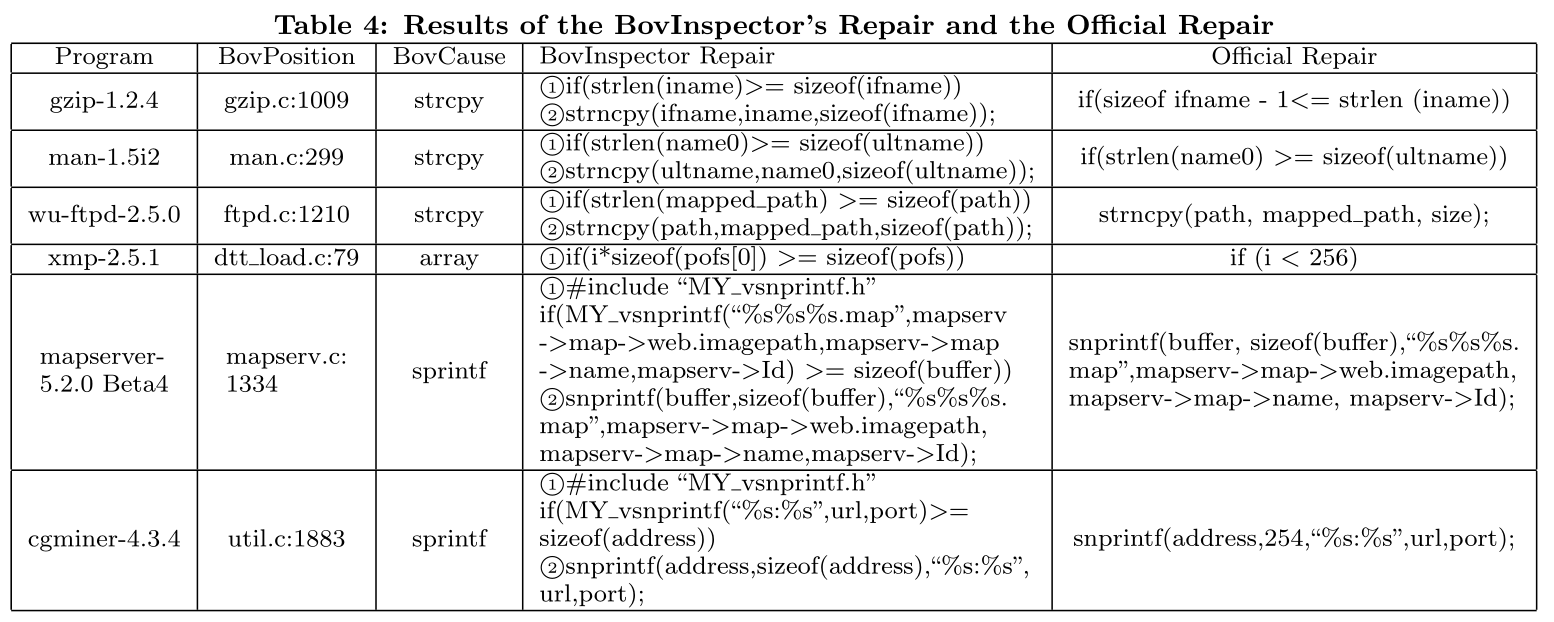 Table 4: Results of the BovInspector's Repair and the Official Repair
Program BovPosition BovCause BovInspector Repair Official Repair
gzip-1.2.4 gzip.c:1009 strcpy ①if(strlen(iname)>= sizeof(ifname)) if(sizeof ifname - 1<= strlen (iname))
②strncpy(ifname,iname,sizeof(ifname));
man-1.5i2 man.c:299 strcpy ①if(strlen(name0)>= sizeof(ultname)) if(strlen(name0) >= sizeof(ultname))
②strncpy(ultname,name0,sizeof(ultname));
wu-ftpd-2.5.0 ftpd.c:1210 strcpy ①if(strlen(mapped_path) >= sizeof(path)) strncpy(path, mapped_path, size);
②strncpy(path,mapped_path,sizeof(path));
xmp-2.5.1 dtt_load.c:79 array ①if(i*sizeof(pofs[0]) >= sizeof(pofs)) if (i < 256)
mapserver-
5.2.0 Beta4
mapserv.c:
1334
sprintf
①#include “MY_vsnprintf.h”
if(MY_vsnprintf(“%s%s%s.map”,mapserv
->map->web.imagepath,mapserv->map
->name,mapserv->Id) >= sizeof(buffer))
②snprintf(buffer,sizeof(buffer),“%s%s%s.
map”,mapserv->map->web.imagepath,
mapserv->map->name,mapserv->Id);
snprintf(buffer, sizeof(buffer),“%s%s%s.
map”,mapserv->map->web.imagepath,
mapserv->map->name, mapserv->Id);
cgminer-4.3.4
util.c:1883
sprintf
①#include “MY_vsnprintf.h”
if(MY_vsnprintf(“%s:%s”,url,port)>=
sizeof(address))
②snprintf(address,sizeof(address),“%s:%s”,
url,port);
snprintf(address,254,“%s:%s”,url,port);